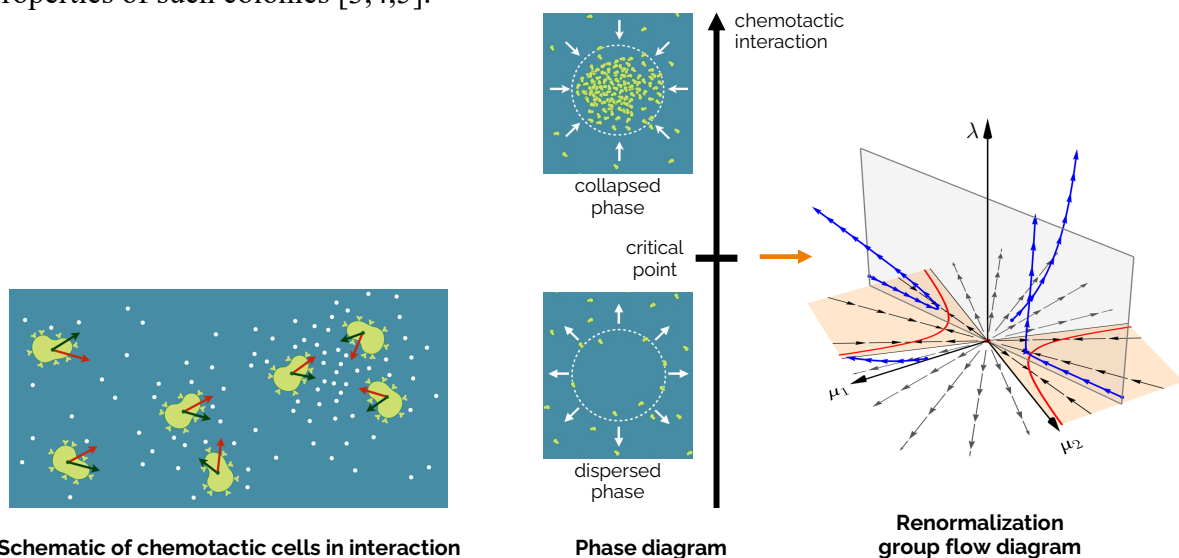 roperties of such colonies [3,4,5].
chemotactic
interaction
collapsed
phase
critical
point
dispersed
phase
λ
μ1
μ2
Schematic of chemotactic cells in interaction
Phase diagram
Renormalization
group flow diagram